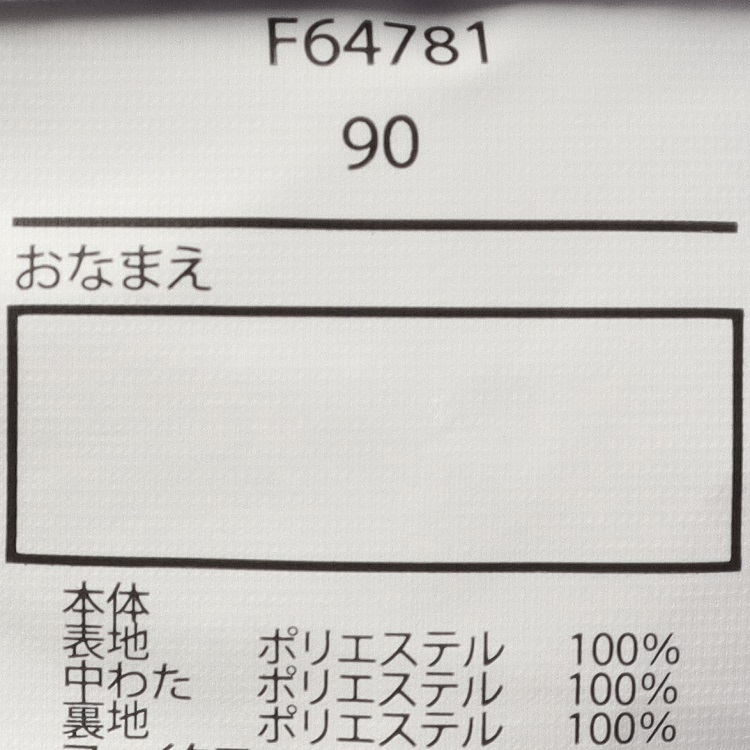 F64781
90
おなまえ
本体
表地 ポリエステル 100%
中わた ポリエステル 100%
裏地 ポリエステル 100%